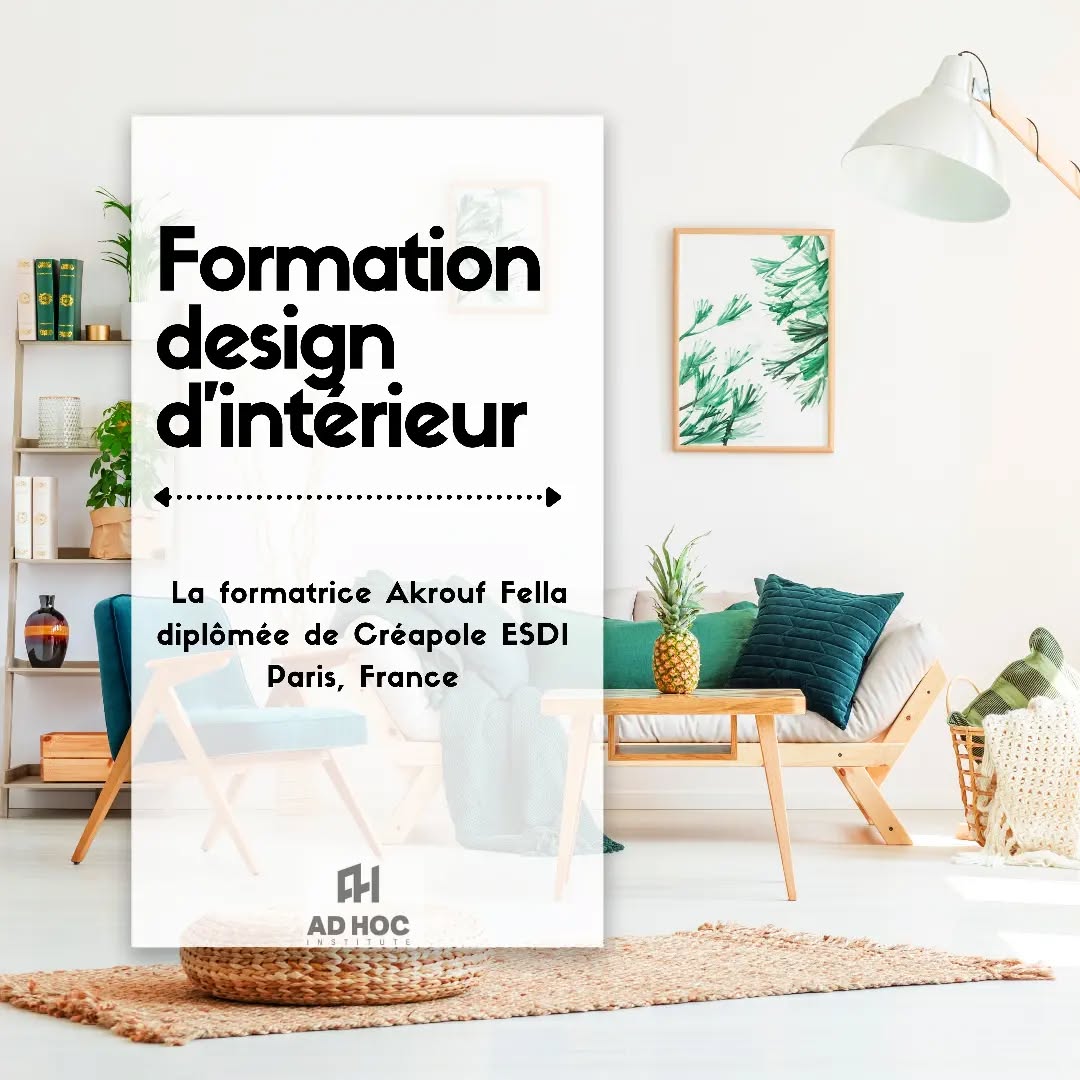 Formation
design
d'intérieur
La formatrice Akrouf Fella
diplômée de Créapole ESDI
Paris, France
AD HOC
INSTITUTE